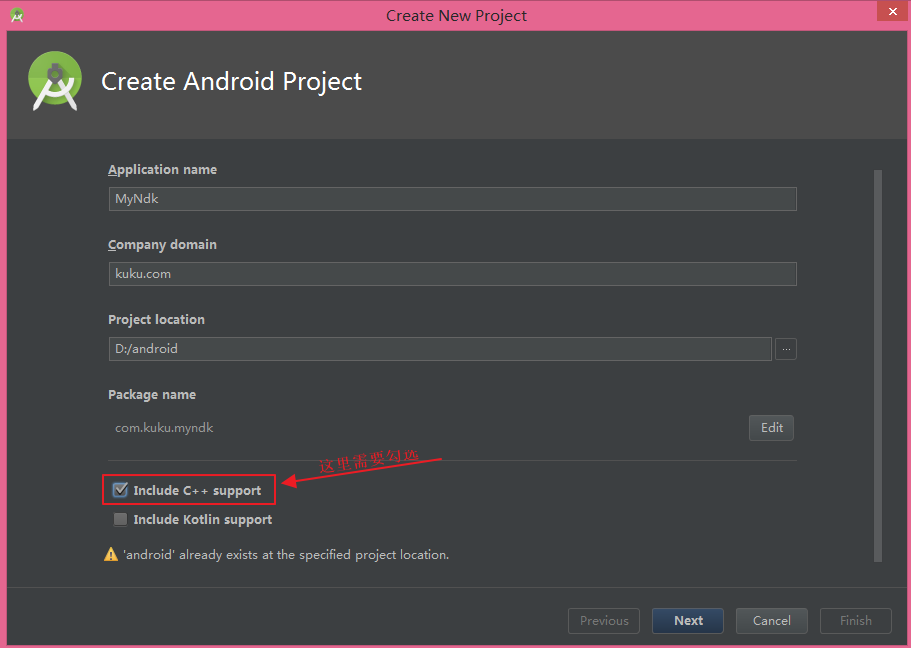 Create New Project
Create Android Project
Application name
MyNdk
Company domain
kuku.com
Project location
D:/android
...
Package name
com.kuku.myndk
Edit
这里需要勾选
Include C++ support
Include Kotlin support
'android' already exists at the specified project location.
Previous
Next
Cancel
Finish